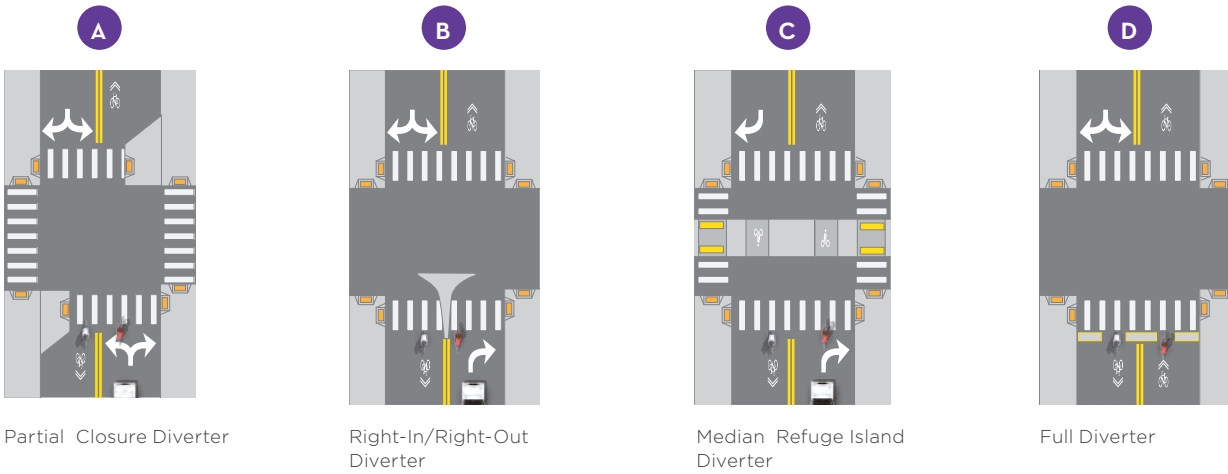 A
B
C
D
Partial Closure Diverter
Right-In/Right-Out
Diverter
Median Refuge Island
Diverter
Full Diverter